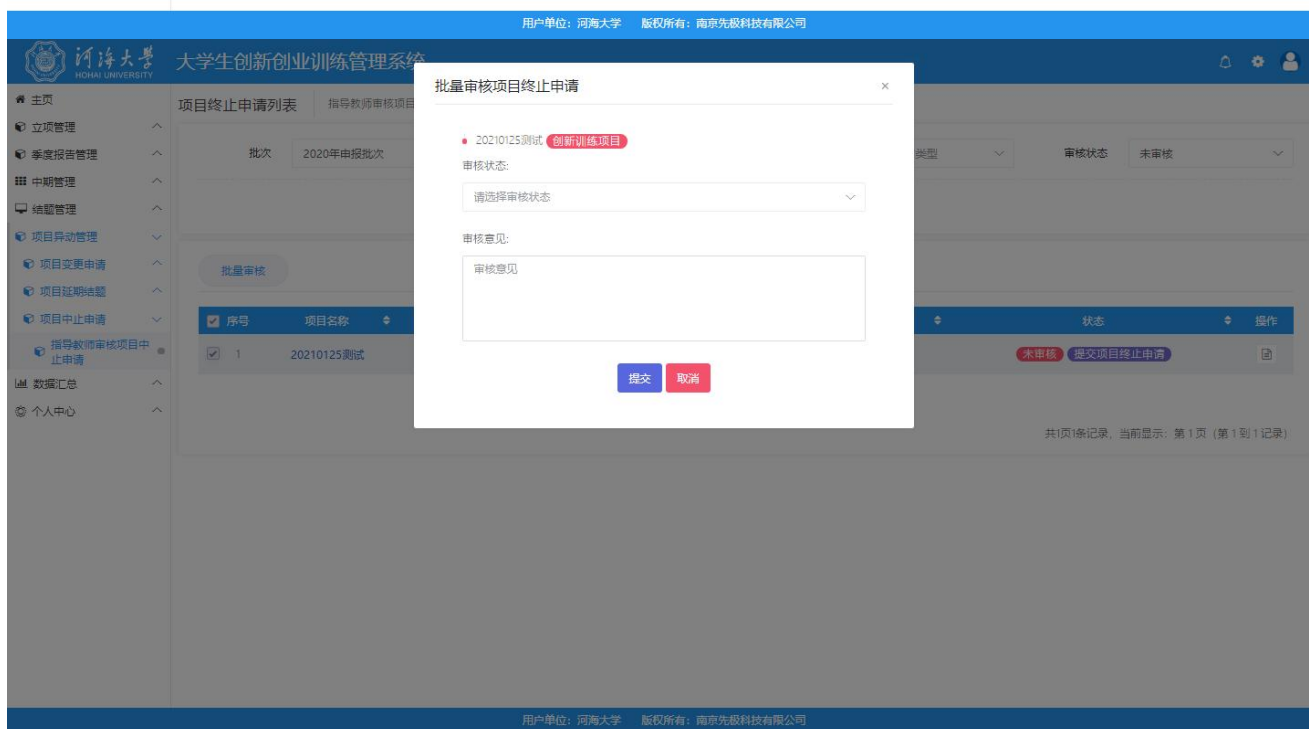 用户单位：河海大学 版权所有：南京先极科技有限公司
河海大学
HOHAI UNIVERSITY
大学生创新创业训练管理系统
主页
立项管理
季度报告管理
中期管理
结题管理
项目异动管理
项目变更申请
项目延期结题
项目中止申请
指导教师审核项目中
止申请
数据汇总
个人中心
项目终止申请列表 指导教师审核项目
批次 2020年申报批次 类型 审核状态 未审核
批量审核
序号 项目名称 状态 操作
1 20210125测试 未审核 提交项目终止申请
共1页1条记录，当前显示：第1页（第1到1记录）
批量审核项目终止申请 ×
20210125测试 创新训练项目
审核状态:
请选择审核状态
审核意见:
审核意见
提交 取消
用户单位：河海大学 版权所有：南京先极科技有限公司